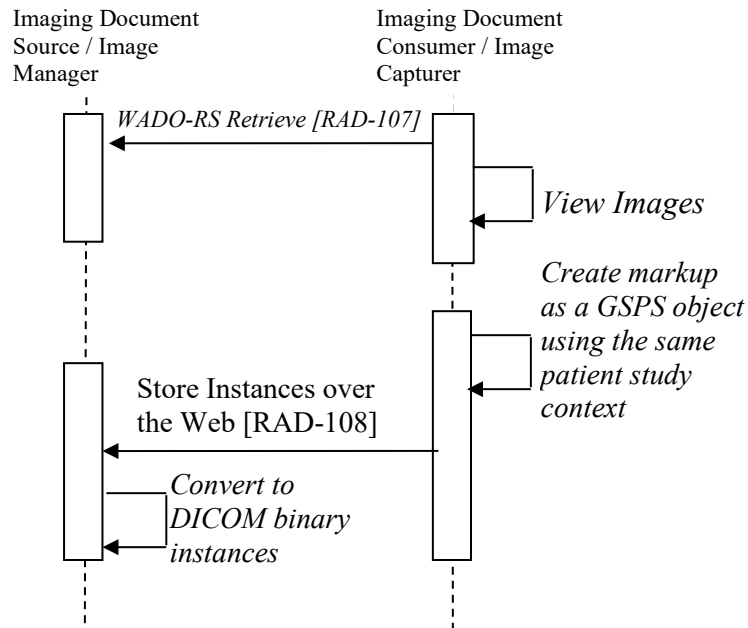 Imaging Document
Source / Image
Manager
Imaging Document
Consumer / Image
Capturer
WADO-RS Retrieve [RAD-107]
View Images
Create markup
as a GSPS object
using the same
patient study
context
Store Instances over
the Web [RAD-108]
Convert to
DICOM binary
instances